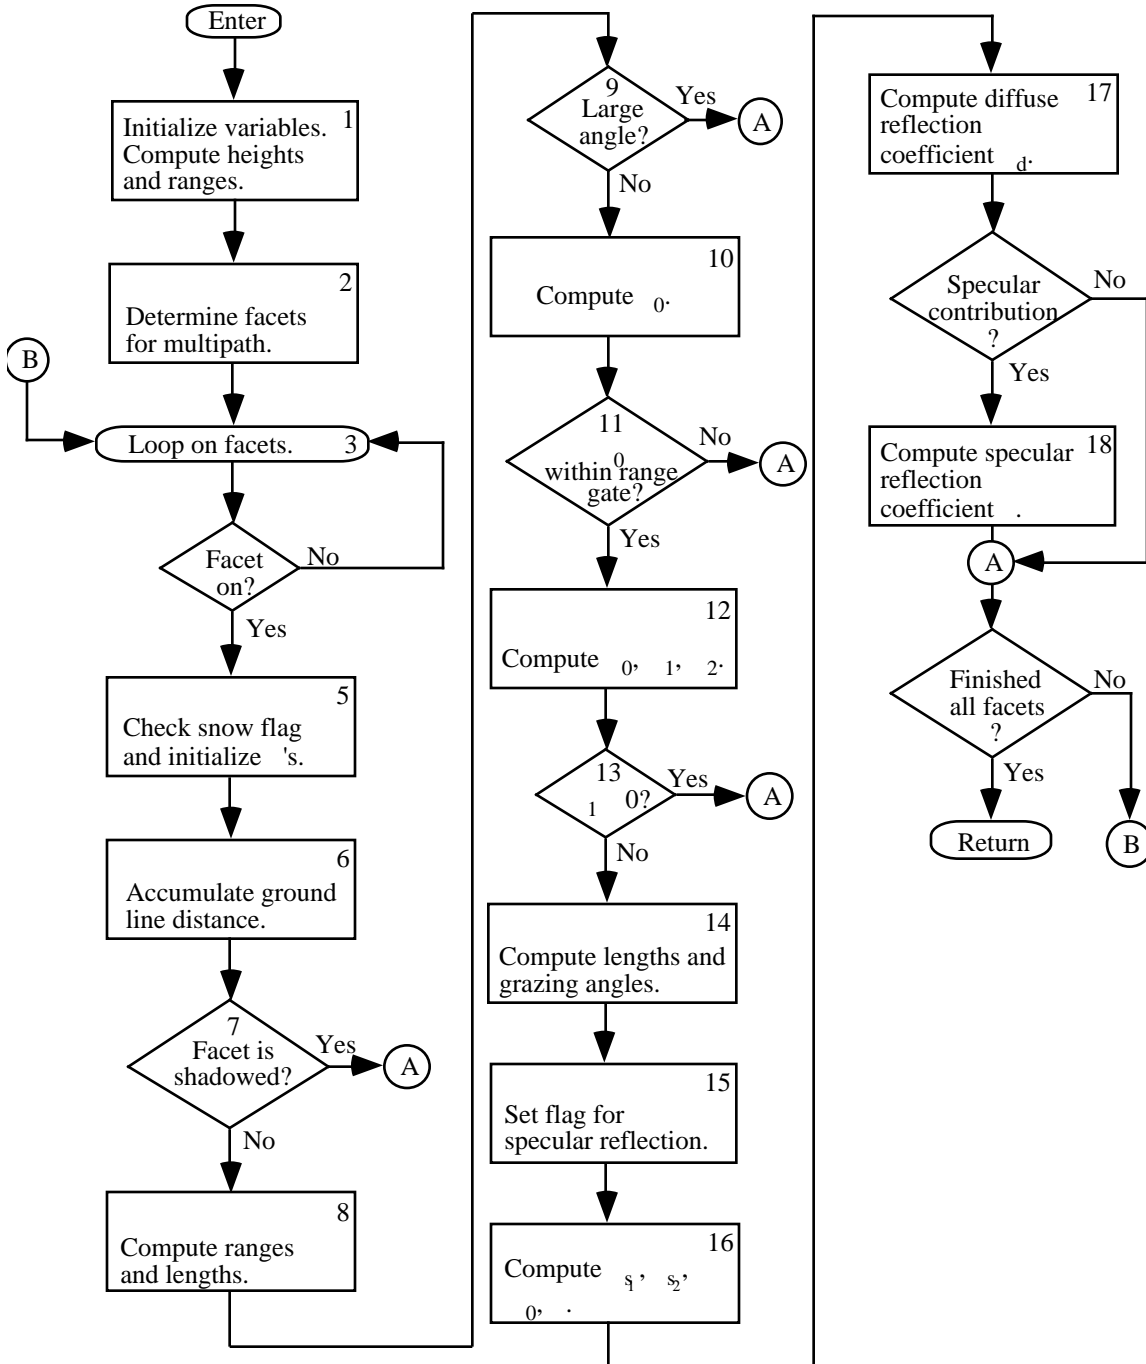 Enter
1
Initialize variables.
Compute heights
and ranges.
2
Determine facets
for multipath.
B
Loop on facets. 3
Facet
on?
No
Yes
5
Check snow flag
and initialize 's.
6
Accumulate ground
line distance.
7
Facet is
shadowed?
Yes
A
No
8
Compute ranges
and lengths.
9
Large
angle?
Yes
A
No
10
Compute 0.
11
0
within range
gate?
No
A
Yes
12
Compute 0, 1, 2.
13
1 0?
Yes
A
No
14
Compute lengths and
grazing angles.
15
Set flag for
specular reflection.
16
Compute s1, s2,
0, .
17
Compute diffuse
reflection
coefficient d.
Specular
contribution
?
No
Yes
18
Compute specular
reflection
coefficient .
A
Finished
all facets
?
No
Yes
Return
B